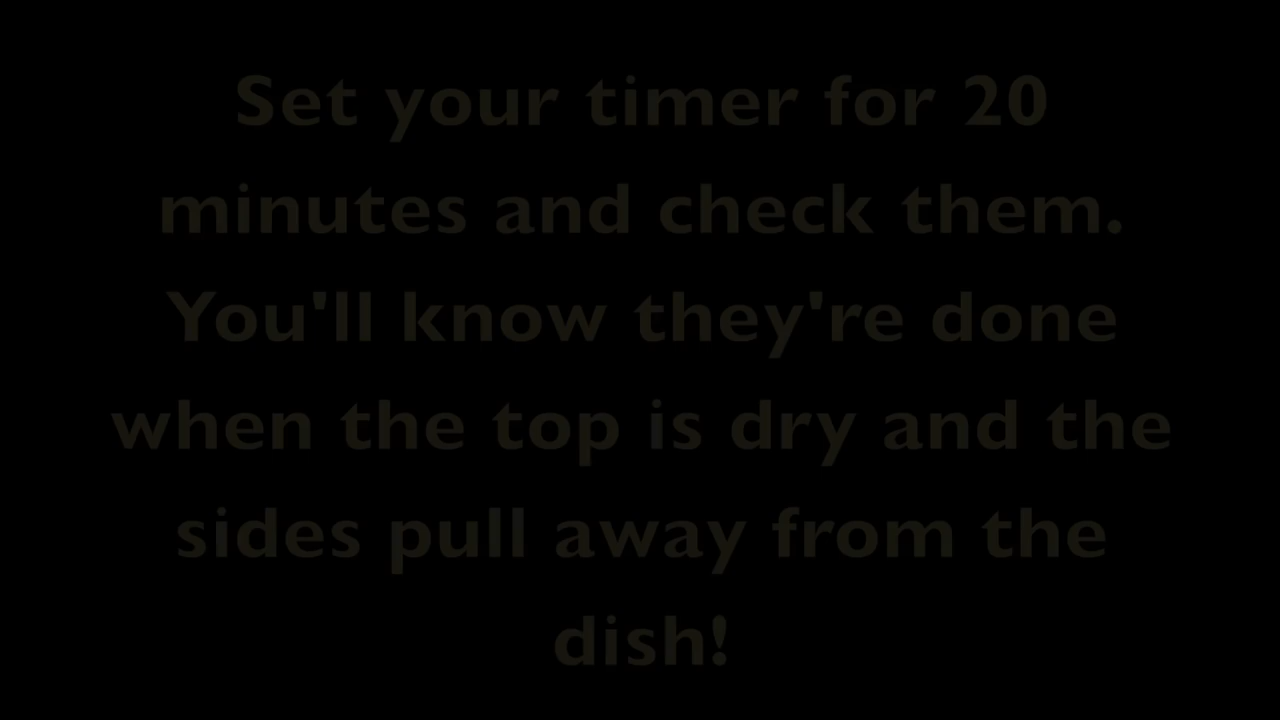 Set your timer for 20
minutes and check them.
You'll know they're done
when the top is dry and the
sides pull away from the
dish!